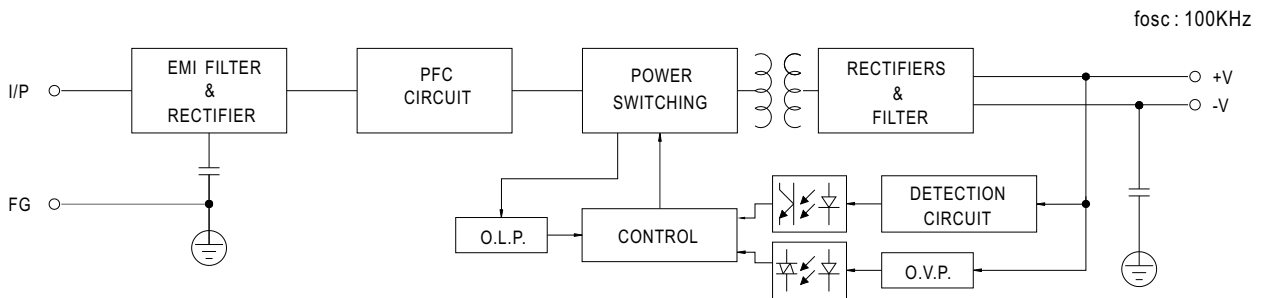 fosc : 100KHz
I/P
EMI FILTER
&
RECTIFIER
PFC
CIRCUIT
POWER
SWITCHING
RECTIFIERS
&
FILTER
+V
-V
FG
O.L.P.
CONTROL
DETECTION
CIRCUIT
O.V.P.